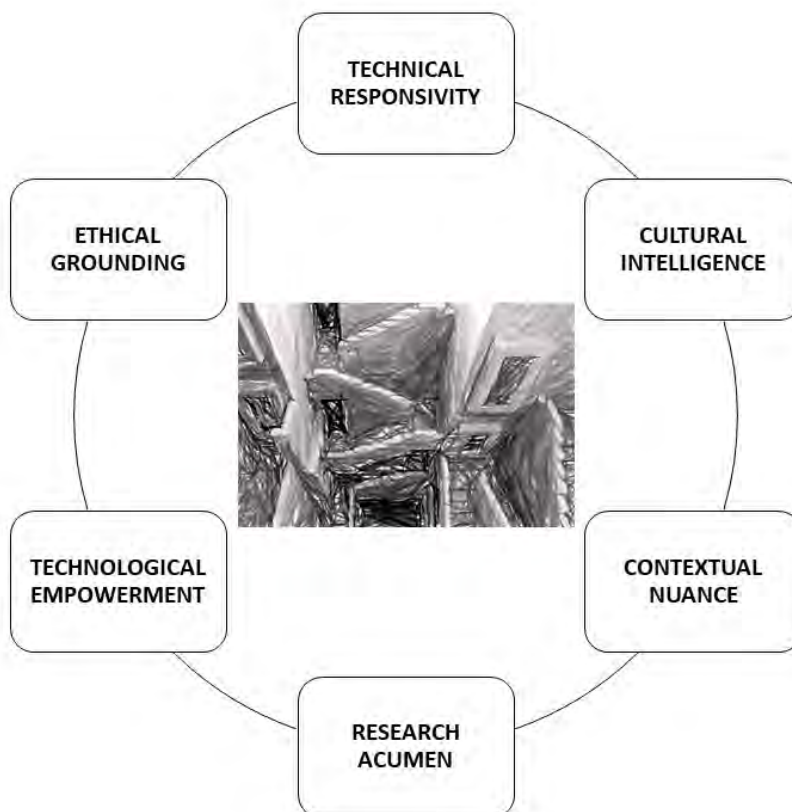 TECHNICAL
RESPONSIVITY
CULTURAL
INTELLIGENCE
CONTEXTUAL
NUANCE
RESEARCH
ACUMEN
TECHNOLOGICAL
EMPOWERMENT
ETHICAL
GROUNDING